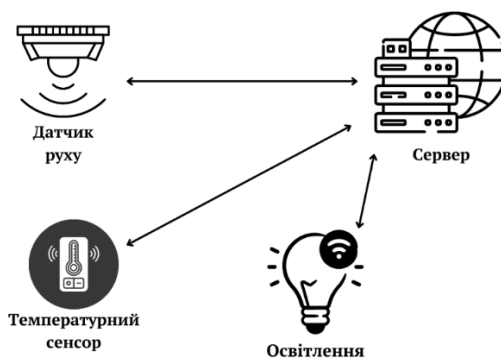 Датчик
руху
Сервер
Температурний
сенсор
Освітлення